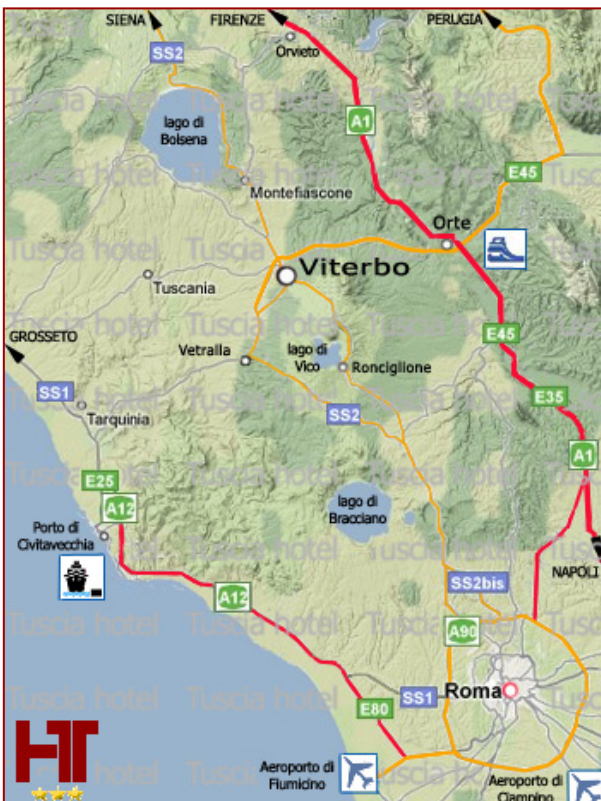 SIENA
FIRENZE
PERUGIA
SS2
Orvieto
lago di
Bolsena
A1
E45
Montefiascone
Orte
Viterbo
Tuscania
GROSSETO
E45
Vetralla
lago di
Vico
Ronciglione
SS1
SS2
E35
Tarquinia
A1
E25
A12
lago di
Bracciano
Porto di
Civitavecchia
NAPOLI
SS2bis
A12
A90
SS1
Roma
E80
HT
Aeroporto di
Fiumicino
Aeroporto di
Ciampino
Tuscia hotel